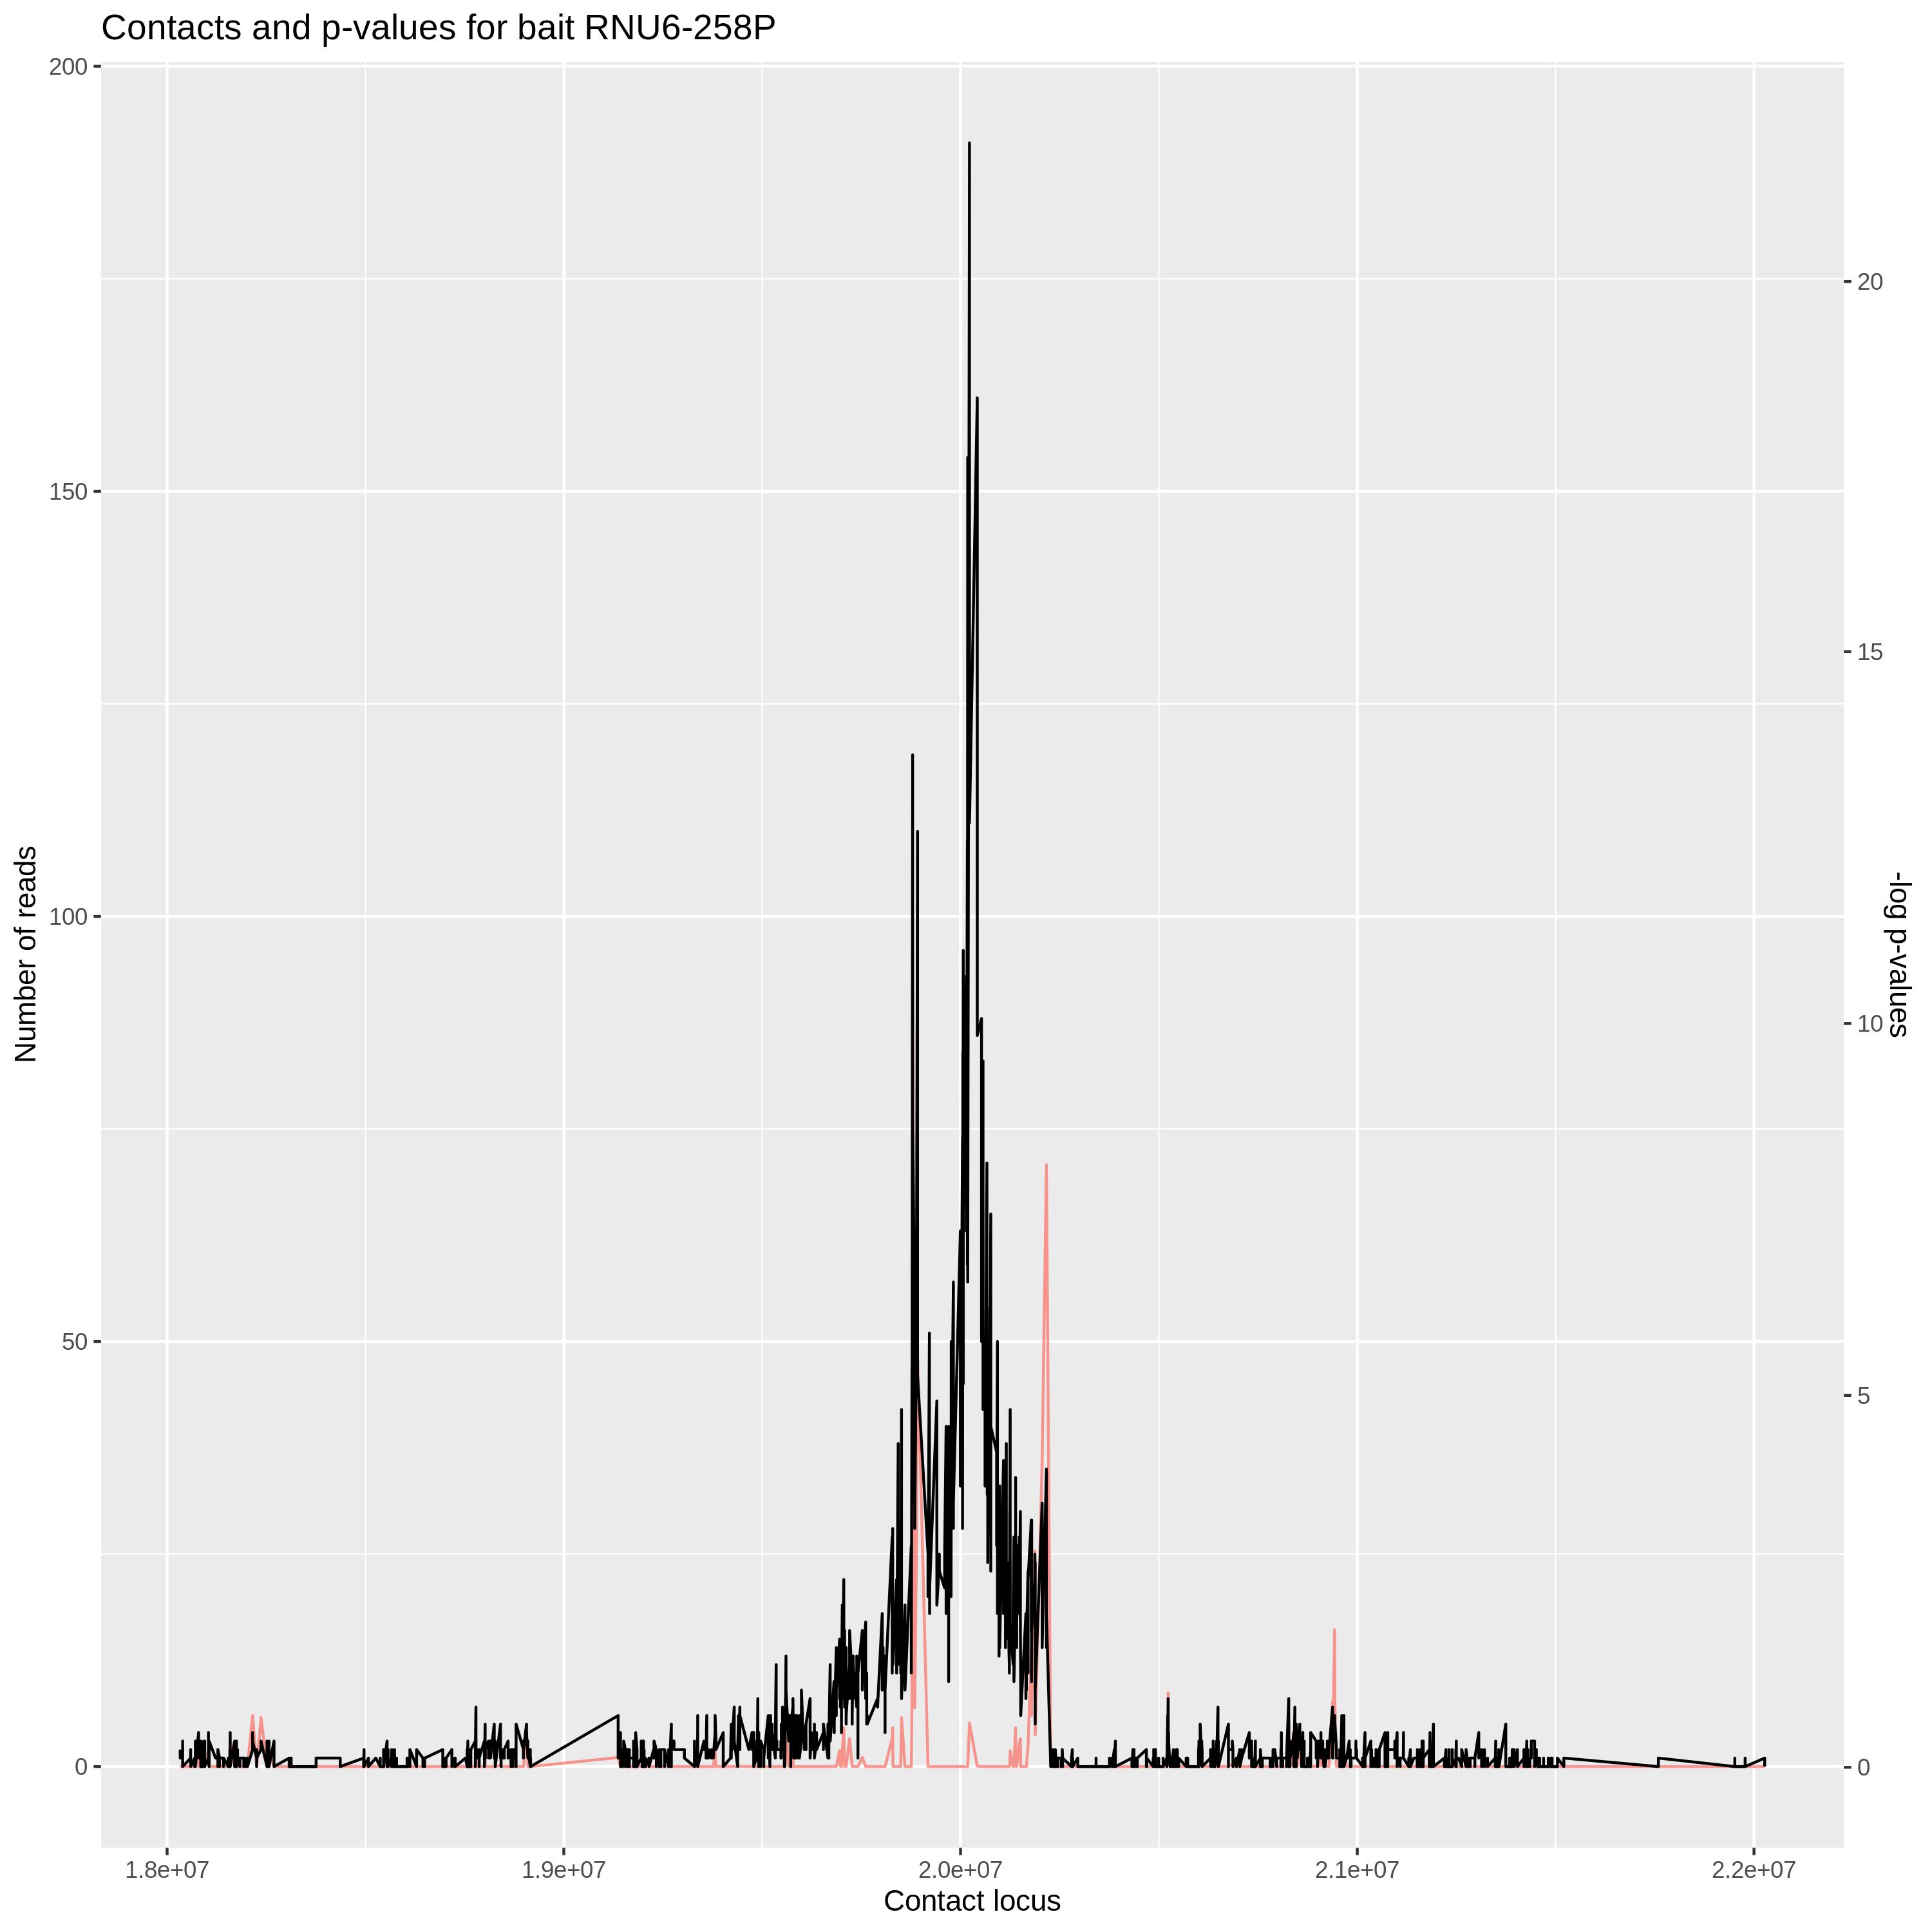 Contacts and p-values for bait RNU6-258P
200
150
100
50
0
Number of reads
20
15
10
5
0
-log p-values
1.8e+07
1.9e+07
2.0e+07
2.1e+07
2.2e+07
Contact locus